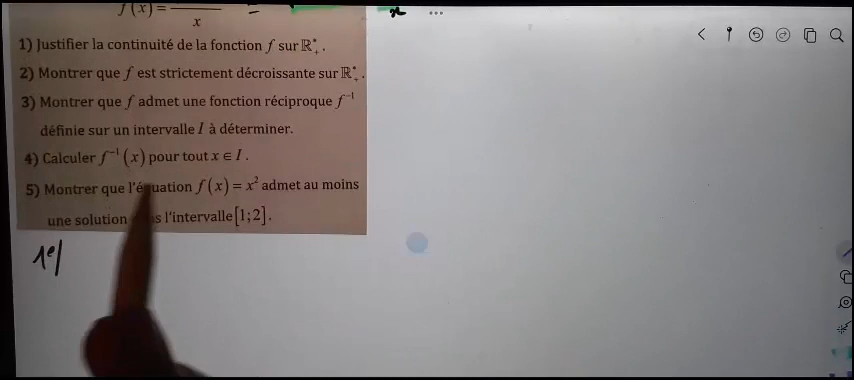 f(x)=
x
1) Justifier la continuité de la fonction f sur ℝ*₊.
2) Montrer que f est strictement décroissante sur ℝ*₊.
3) Montrer que f admet une fonction réciproque f⁻¹
définie sur un intervalle I à déterminer.
4) Calculer f⁻¹(x) pour tout x ∈ I.
5) Montrer que l'équation f(x) = x² admet au moins
une solution l'intervalle [1;2].
1e/